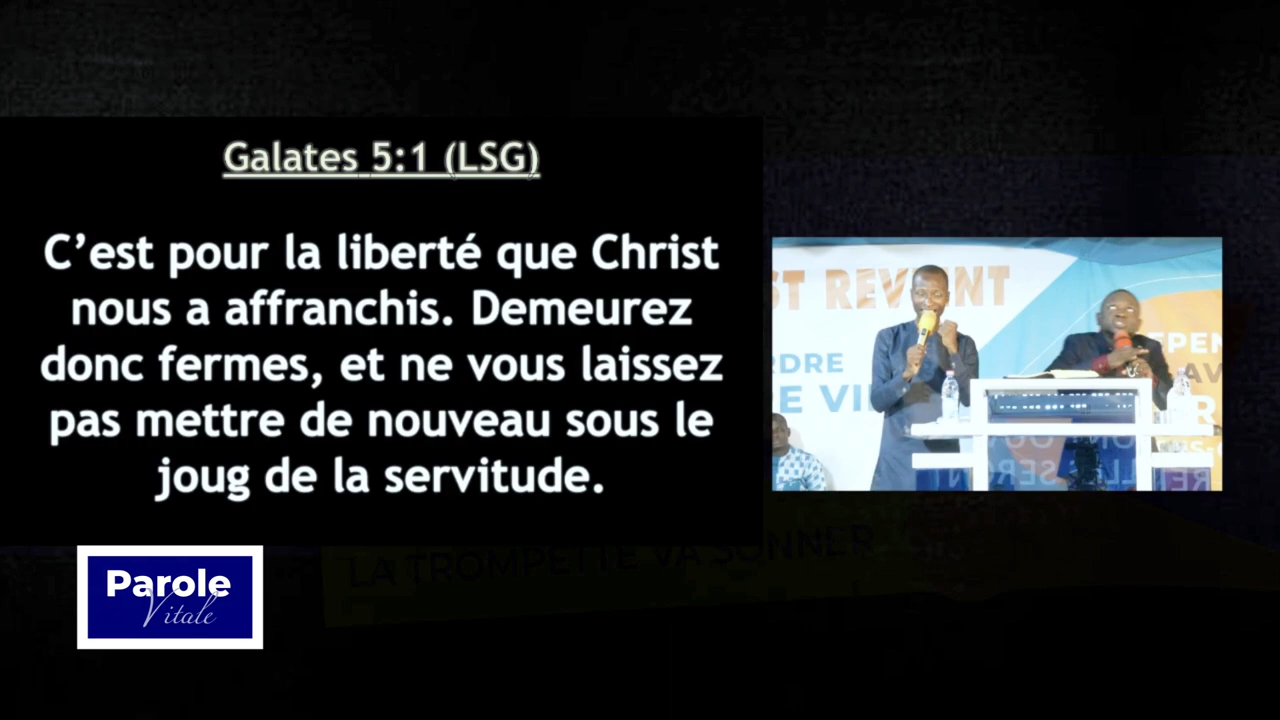 Galates 5:1 (LSG)
C’est pour la liberté que Christ
nous a affranchis. Demeurez
donc fermes, et ne vous laissez
pas mettre de nouveau sous le
joug de la servitude.
Parole
Vitale
LA TROMPETTE VA SONNER